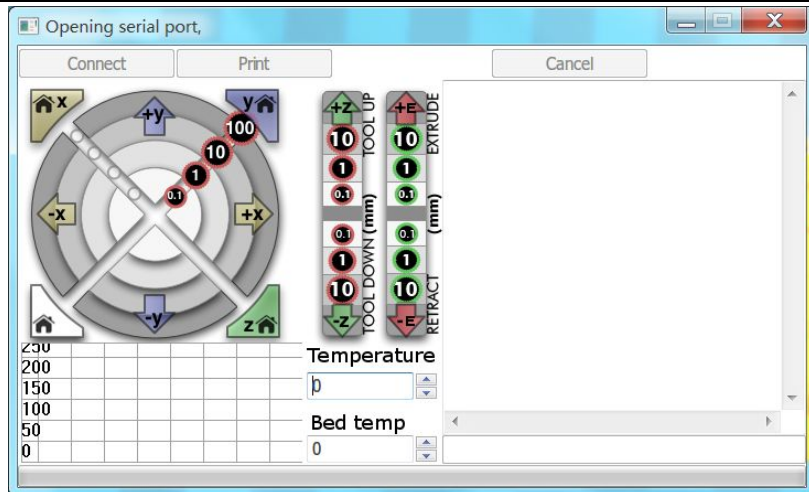 Opening serial port,
Connect Print Cancel
x y +Z +E
+y 100 10 10
10 1 1
1 0.1 0.1
0.1
-X +X
TOOL UP EXTRUDE
(mm) (mm)
TOOL DOWN RETRACT
0.1 0.1
1 1
10 10
-y z -Z -E
250
200
150
100
50
0
Temperature
0
Bed temp
0